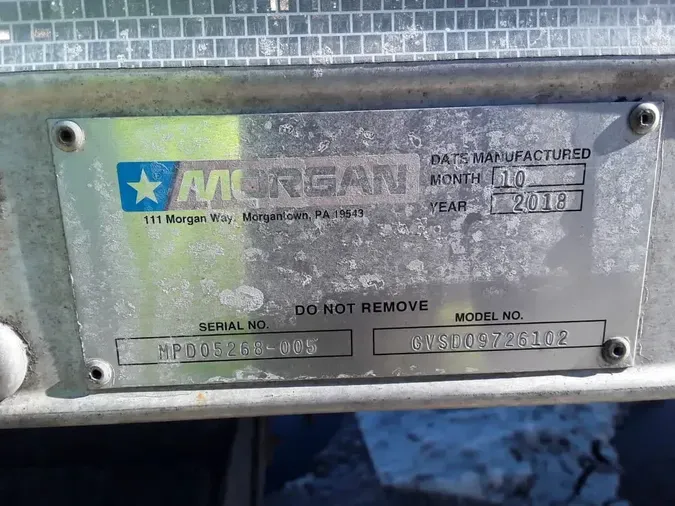 MORGAN
111 Morgan Way, Morgantown, PA 19543
DATE MANUFACTURED
MONTH 10
YEAR 2018
DO NOT REMOVE
SERIAL NO. MODEL NO.
MPD05268-005 GVSD09726102